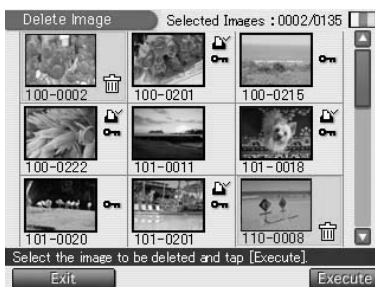 Delete Image
Selected Images : 0002/0135
100-0002
100-0201
100-0215
100-0222
101-0011
101-0018
101-0020
101-0201
110-0008
Select the image to be deleted and tap [Execute].
Exit
Execute